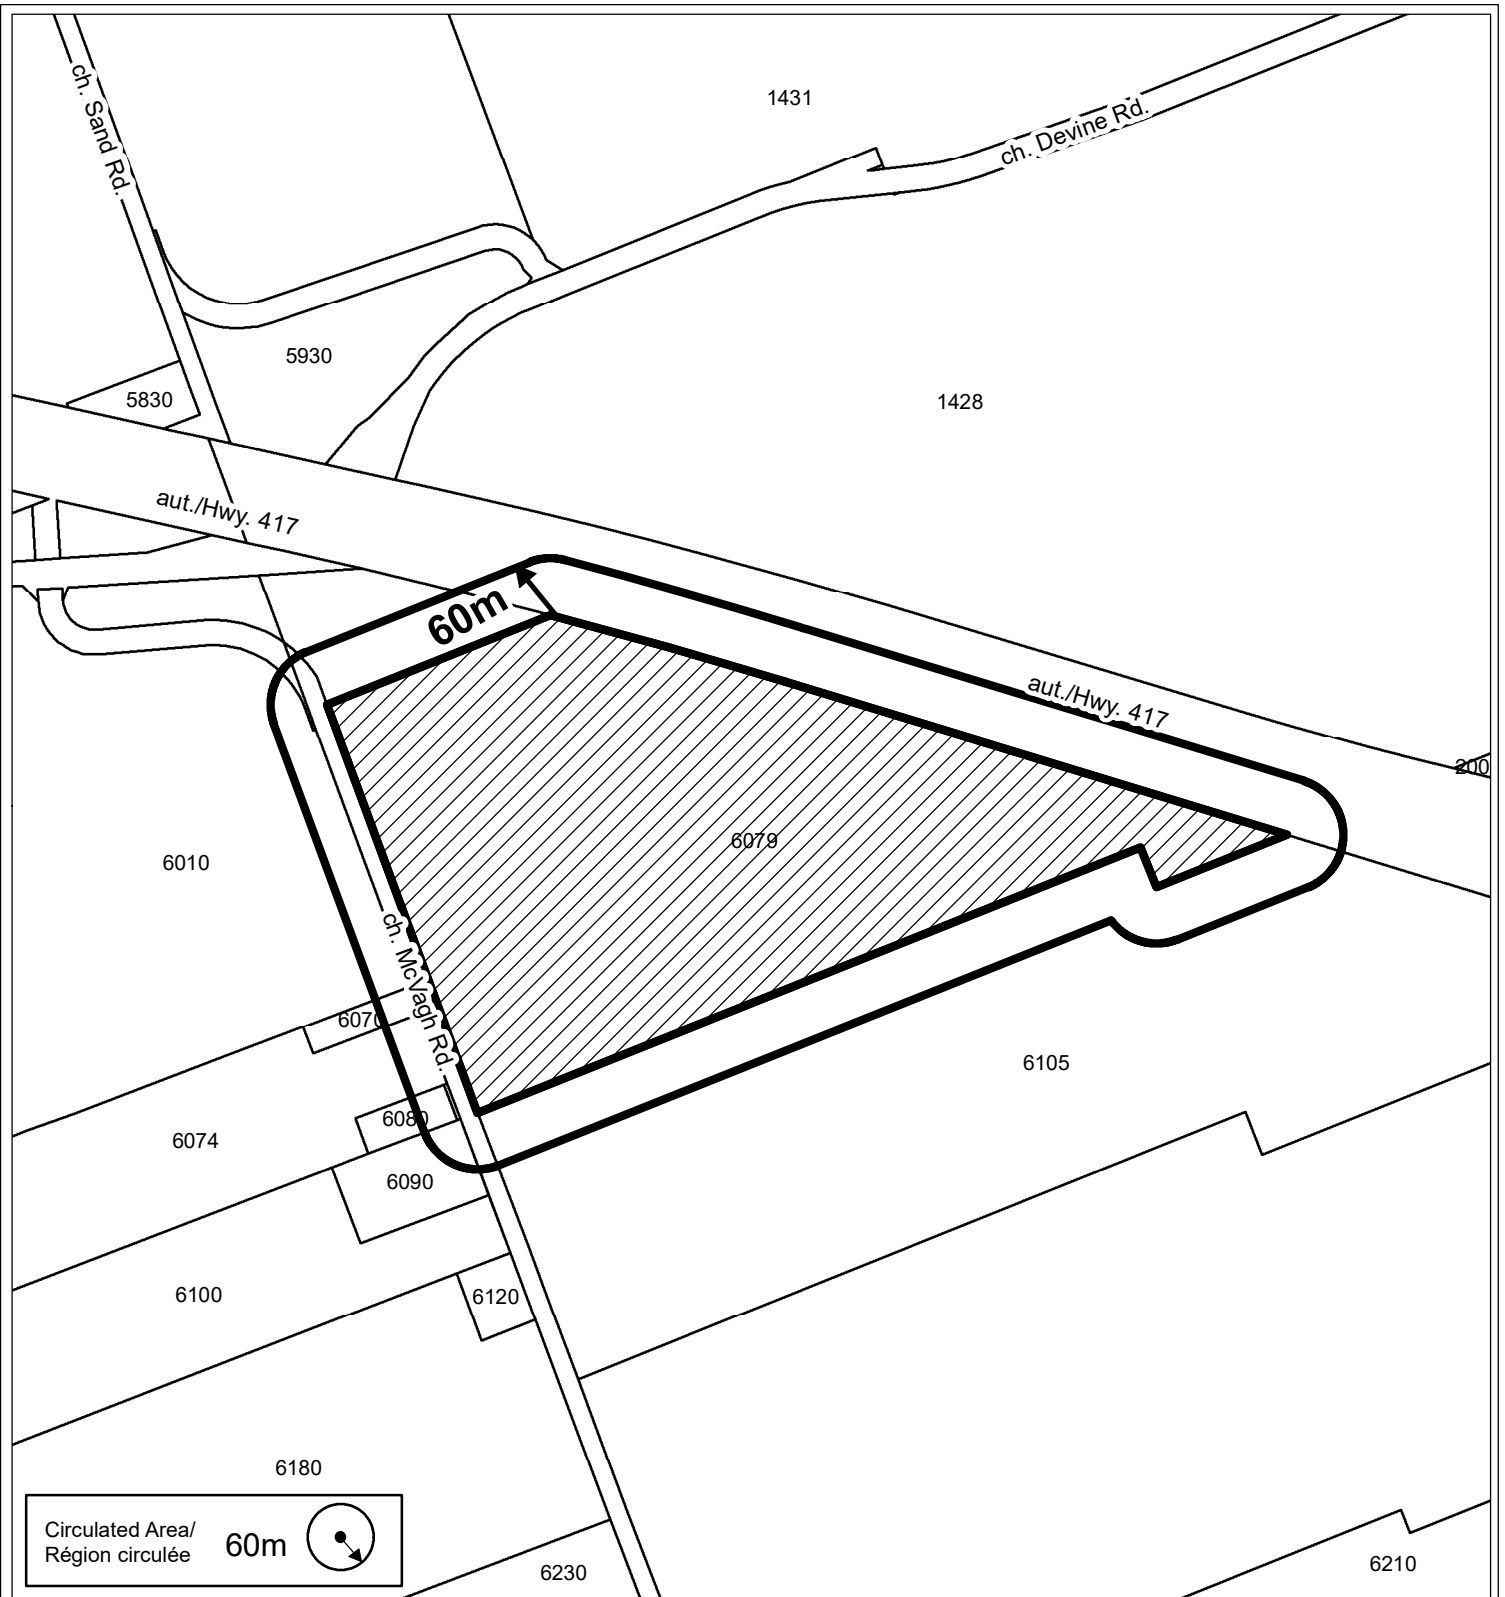 ch. Sand Rd.
1431
ch. Devine Rd.
5930
5830
1428
aut./Hwy. 417
60m
aut./Hwy. 417
200
6079
6010
ch. McVagh Rd.
6070
6105
6080
6074
6090
6100
6120
6180
Circulated Area/
Région circulée
60m
6230
6210